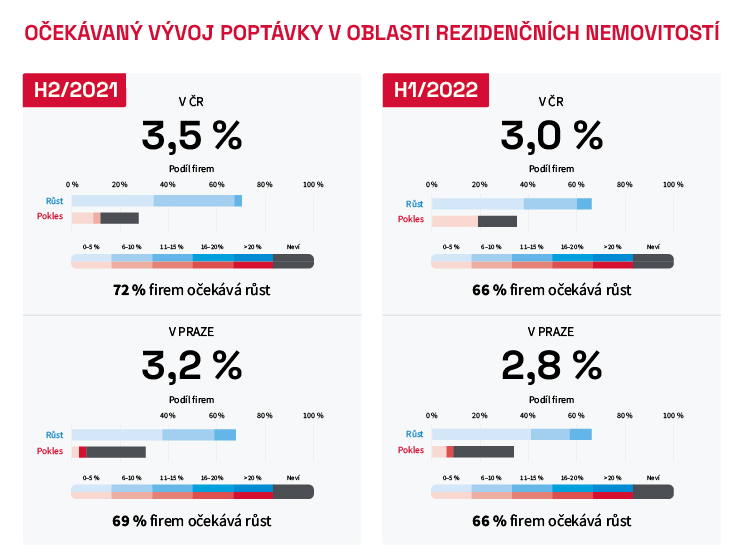 OČEKÁVANÝ VÝVOJ POPTÁVKY V OBLASTI REZIDENČNÍCH NEMOVITOSTÍ
H2/2021
V ČR
3,5 %
Podíl firem
0 % 20 % 40 % 60 % 80 % 100 %
Růst
Pokles
0–5 % 6–10 % 11–15 % 16–20 % >20 % Neví
72 % firem očekává růst
V PRAZE
3,2 %
Podíl firem
40 % 60 % 80 % 100 %
Růst
Pokles
0–5 % 6–10 % 11–15 % 16–20 % >20 % Neví
69 % firem očekává růst
H1/2022
V ČR
3,0 %
Podíl firem
0 % 20 % 40 % 60 % 80 % 100 %
Růst
Pokles
0–5 % 6–10 % 11–15 % 16–20 % >20 % Neví
66 % firem očekává růst
V PRAZE
2,8 %
Podíl firem
0 % 20 % 40 % 60 % 80 % 100 %
Růst
Pokles
0–5 % 6–10 % 11–15 % 16–20 % >20 % Neví
66 % firem očekává růst